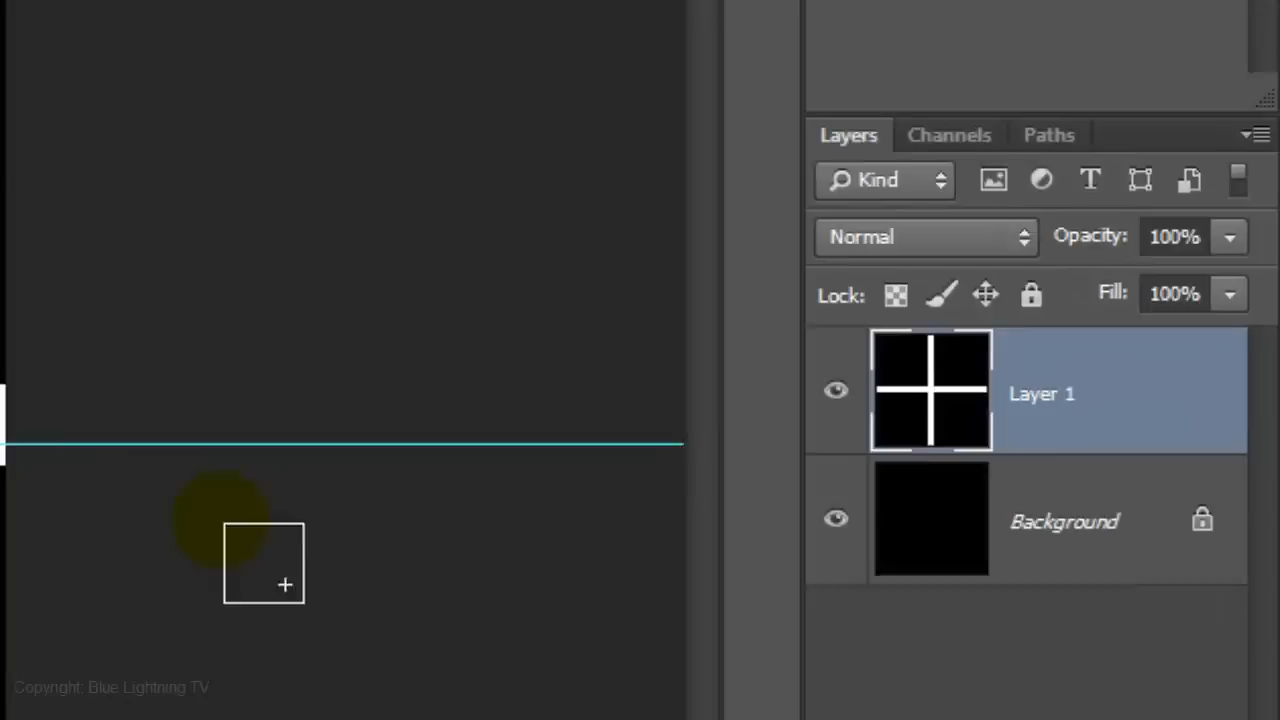 Layers Channels Paths
Kind T
Normal Opacity: 100%
Lock: Fill: 100%
Layer 1
Background
Copyright: Blue Lightning TV